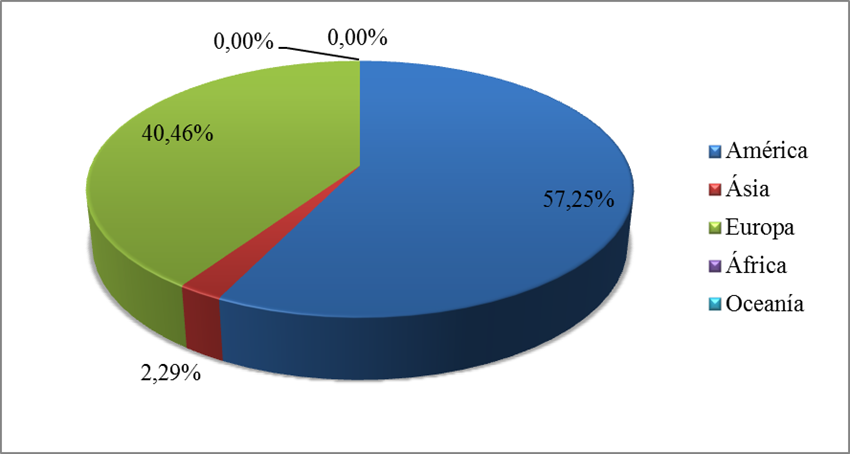 0,00%
0,00%
40,46%
57,25%
2,29%
América
Ásia
Europa
África
Oceanía